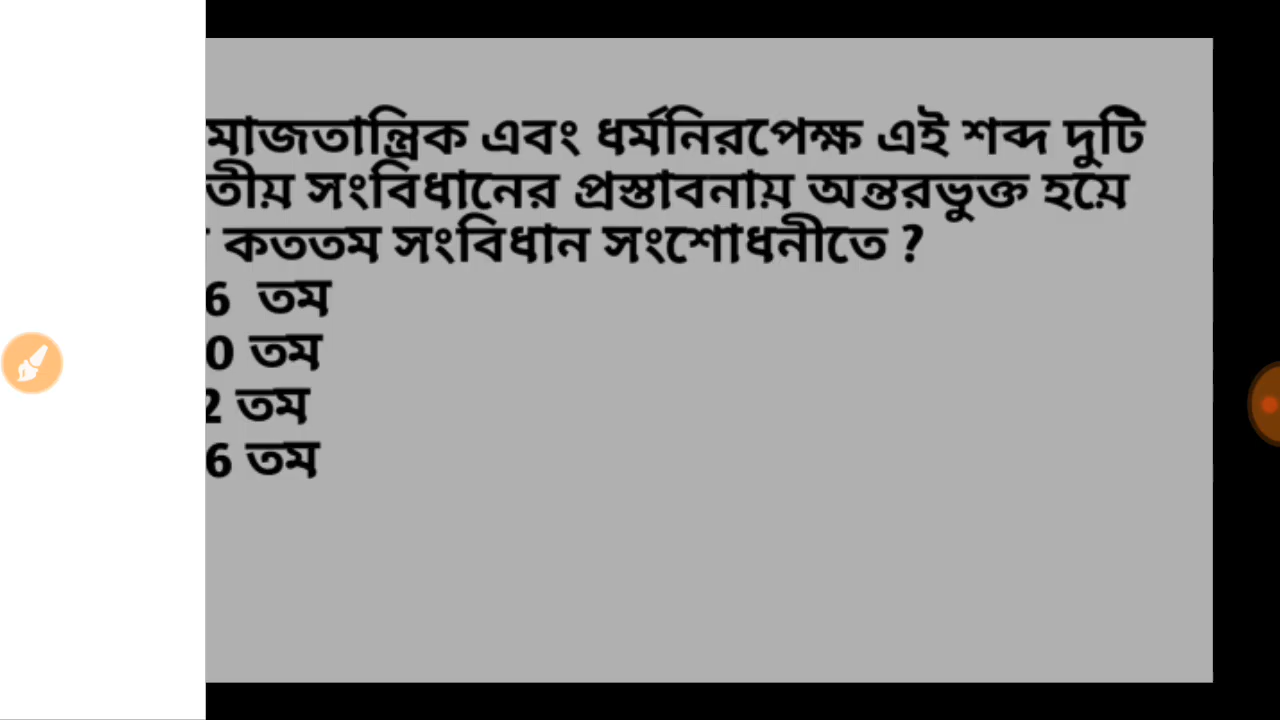 মাজতান্ত্রিক এবং ধর্মনিরপেক্ষ এই শব্দ দুটি
তীয় সংবিধানের প্রস্তাবনায় অন্তরভুক্ত হয়ে
কততম সংবিধান সংশোধনীতে ?
6 তম
0 তম
2 তম
6 তম